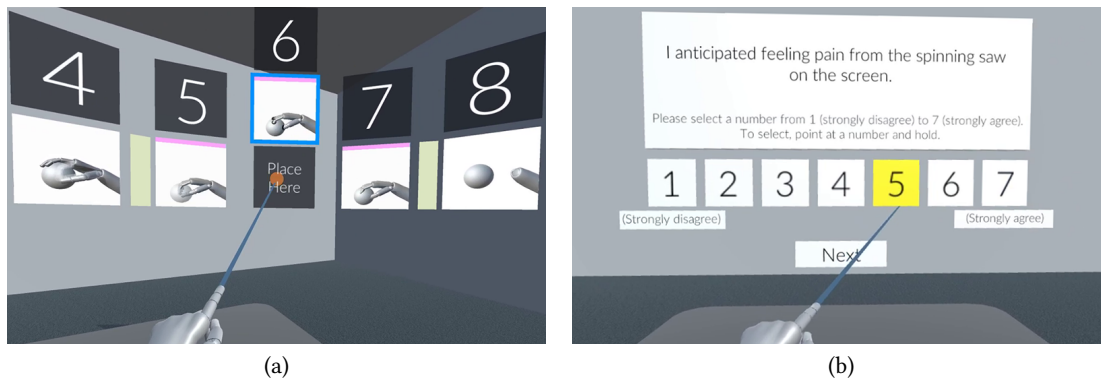 4
5
6
7
8
Place
Here
I anticipated feeling pain from the spinning saw
on the screen.
Please select a number from 1 (strongly disagree) to 7 (strongly agree).
To select, point at a number and hold.
1 2 3 4 5 6 7
(Strongly disagree) (Strongly agree)
Next
(a) (b)